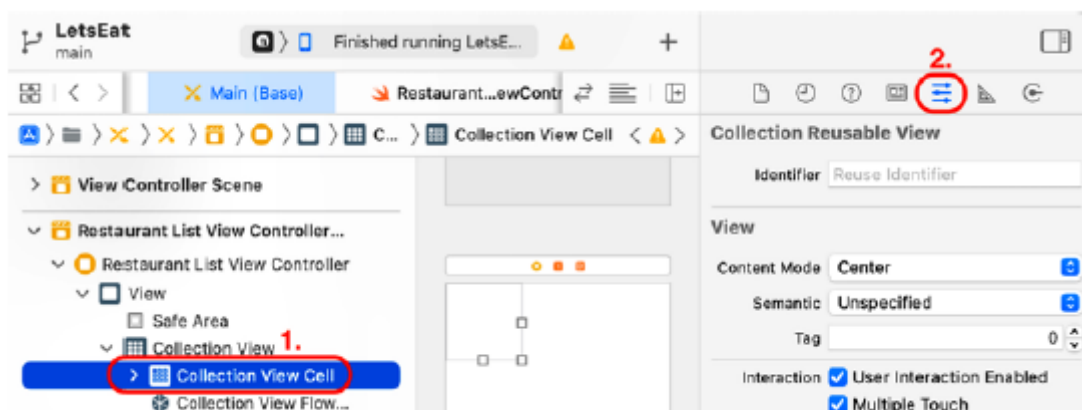 LetsEat
main
Finished running LetsE...
+
2.
Main (Base)
Restaurant...ewContr
C...
Collection View Cell
Collection Reusable View
Identifier Reuse Identifier
View Controller Scene
Restaurant List View Controller...
View
Restaurant List View Controller
Content Mode Center
View
Semantic Unspecified
Safe Area
Tag 0
Collection View 1.
Collection View Cell
Interaction User Interaction Enabled
Collection View Flow...
Multiple Touch